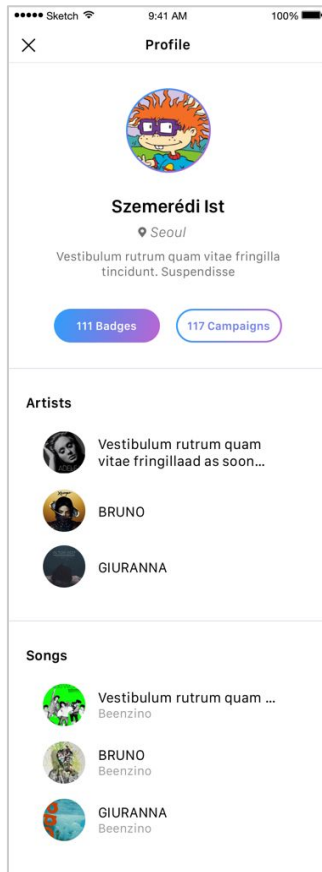 Sketch 9:41 AM 100%
Profile
Szemerédi Ist
Seoul
Vestibulum rutrum quam vitae fringilla
tincidunt. Suspendisse
111 Badges 117 Campaigns
Artists
ADELE
Vestibulum rutrum quam
vitae fringillaad as soon...
BRUNO
GIURANNA
Songs
Vestibulum rutrum quam ...
Beenzino
BRUNO
Beenzino
GIURANNA
Beenzino